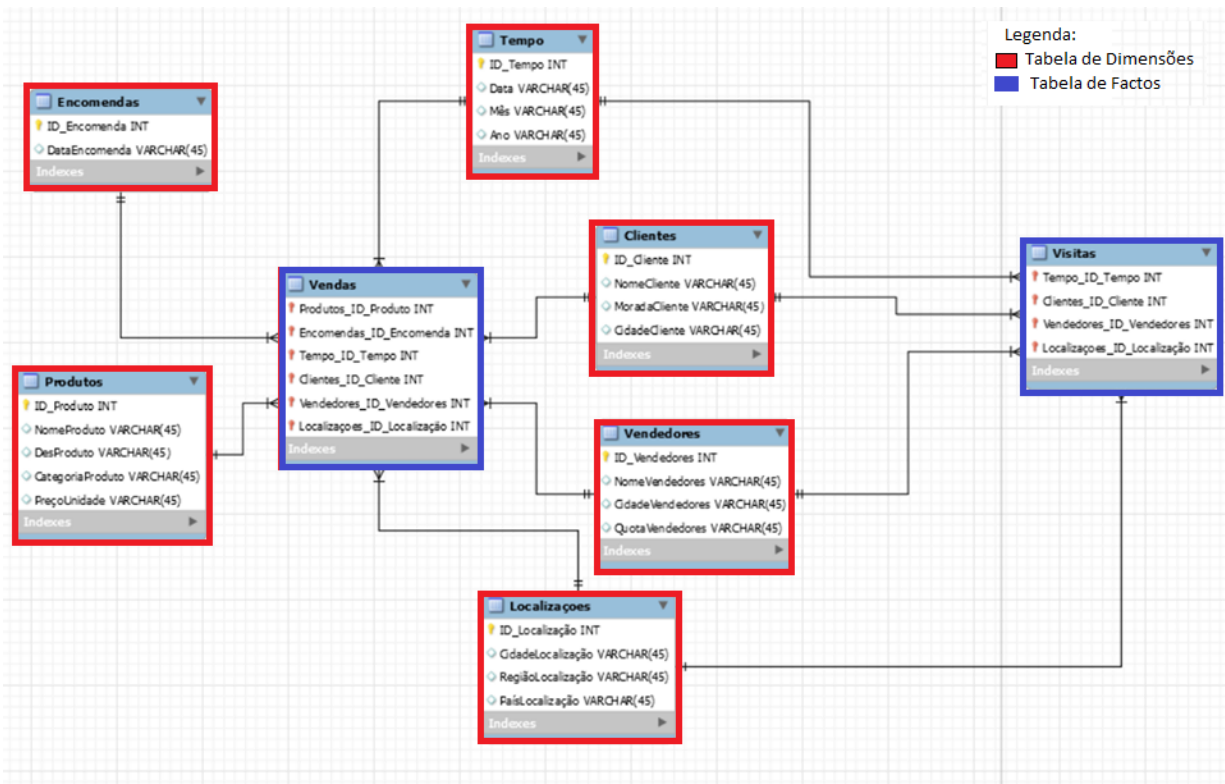 Legenda:
Tabela de Dimensões
Tabela de Factos
Tempo
ID_Tempo INT
Data VARCHAR(45)
Mês VARCHAR(45)
Ano VARCHAR(45)
Indexes
Encomendas
ID_Encomenda INT
DataEncomenda VARCHAR(45)
Indexes
Clientes
ID_Cliente INT
NomeCliente VARCHAR(45)
MoradaCliente VARCHAR(45)
CidadeCliente VARCHAR(45)
Indexes
Visitas
Tempo_ID_Tempo INT
Clientes_ID_Cliente INT
Vendedores_ID_Vendedores INT
Localizaçoes_ID_Localização INT
Indexes
Vendas
Produtos_ID_Produto INT
Encomendas_ID_Encomenda INT
Tempo_ID_Tempo INT
Clientes_ID_Cliente INT
Vendedores_ID_Vendedores INT
Localizaçoes_ID_Localização INT
Indexes
Produtos
ID_Produto INT
NomeProduto VARCHAR(45)
DesProduto VARCHAR(45)
CategoriaProduto VARCHAR(45)
PreçoUnidade VARCHAR(45)
Indexes
Vendedores
ID_Vendedores INT
NomeVendedores VARCHAR(45)
CidadeVendedores VARCHAR(45)
QuotaVendedores VARCHAR(45)
Indexes
Localizaçoes
ID_Localização INT
CidadeLocalização VARCHAR(45)
RegiãoLocalização VARCHAR(45)
PaísLocalização VARCHAR(45)
Indexes